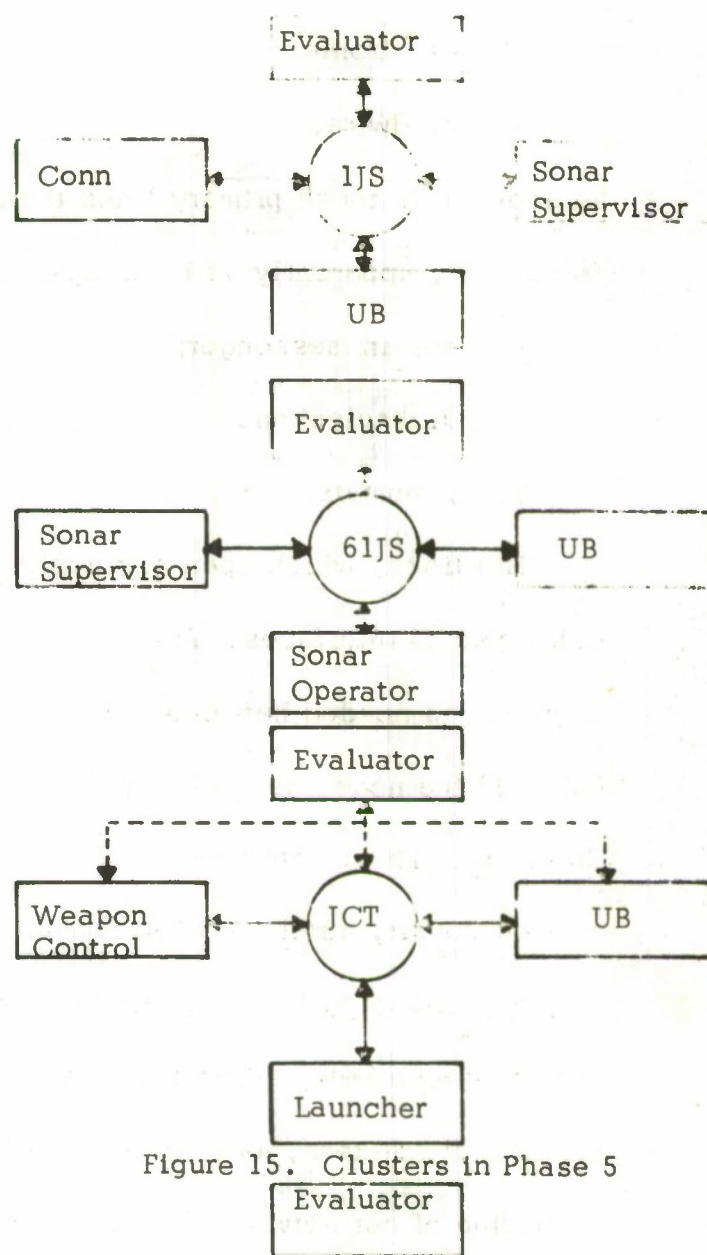 Evaluator
Conn
1JS
Sonar
Supervisor
UB
Evaluator
Sonar
Supervisor
61JS
UB
Sonar
Operator
Evaluator
Weapon
Control
JCT
UB
Launcher
Figure 15. Clusters in Phase 5
Evaluator